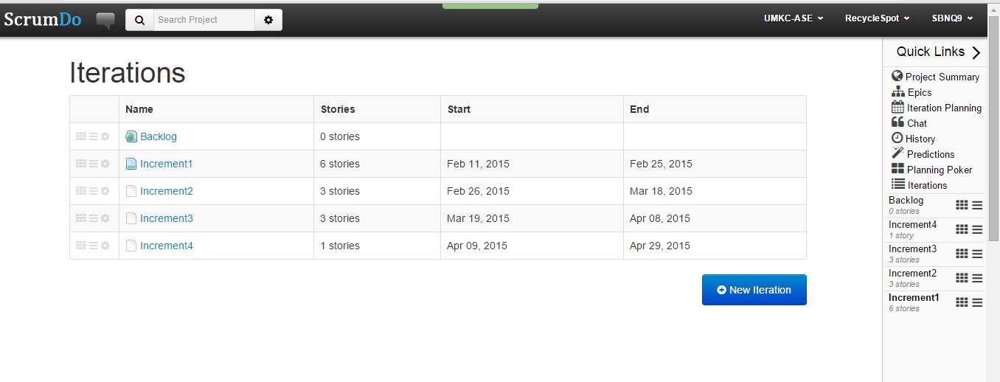 ScrumDo Search Project UMKC-ASE RecycleSpot SBNQ9
Iterations
Name Stories Start End
Backlog 0 stories
Increment1 6 stories Feb 11, 2015 Feb 25, 2015
Increment2 3 stories Feb 26, 2015 Mar 18, 2015
Increment3 3 stories Mar 19, 2015 Apr 08, 2015
Increment4 1 stories Apr 09, 2015 Apr 29, 2015
New Iteration
Quick Links
Project Summary
Epics
Iteration Planning
Chat
History
Predictions
Planning Poker
Iterations
Backlog
0 stories
Increment4
1 story
Increment3
3 stories
Increment2
3 stories
Increment1
6 stories